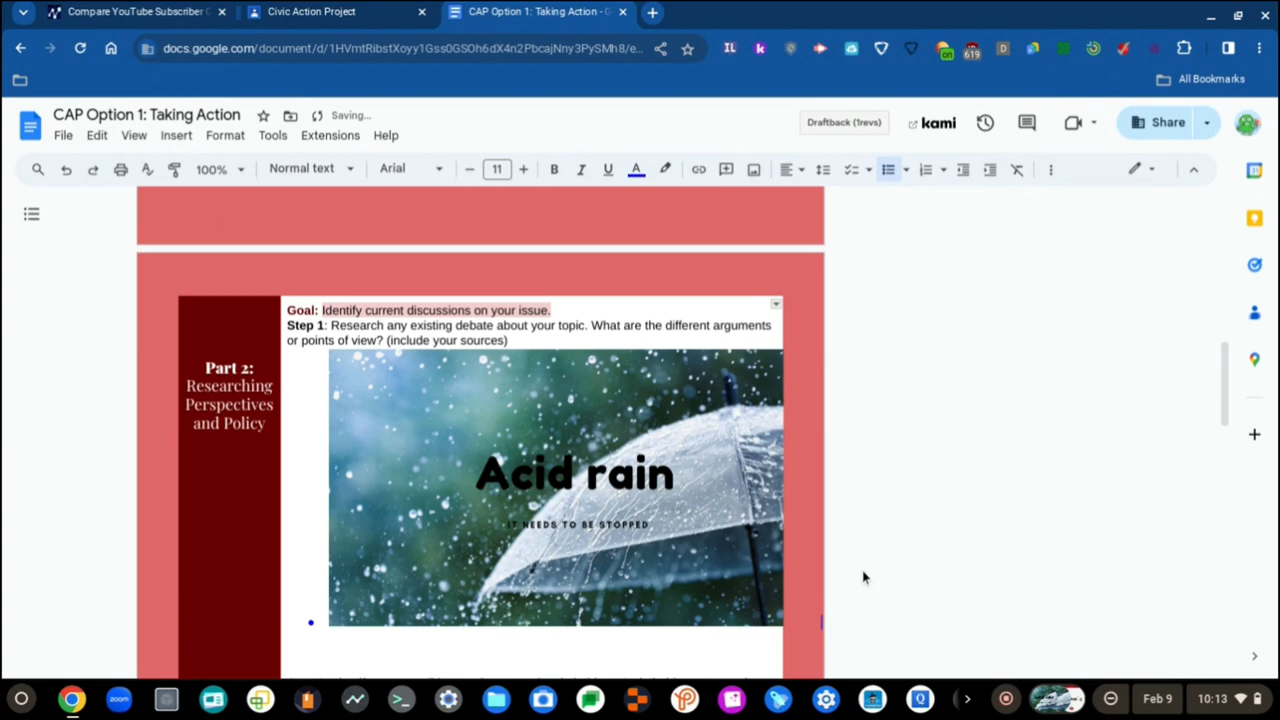 Compare YouTube Subscriber C
Civic Action Project
CAP Option 1: Taking Action - G
docs.google.com/document/d/1HVmtRibstXoyy1Gss0GSOh6dX4n2PbcajNny3PySMh8/e...
IL
k
on
619
D
All Bookmarks
CAP Option 1: Taking Action
Saving...
File Edit View Insert Format Tools Extensions Help
Draftback (1revs)
kami
Share
100% Normal text Arial 11 B I U A
Goal: Identify current discussions on your issue.
Step 1: Research any existing debate about your topic. What are the different arguments
or points of view? (include your sources)
Part 2:
Researching
Perspectives
and Policy
Acid rain
IT NEEDS TO BE STOPPED
zoom
Feb 9
10:13